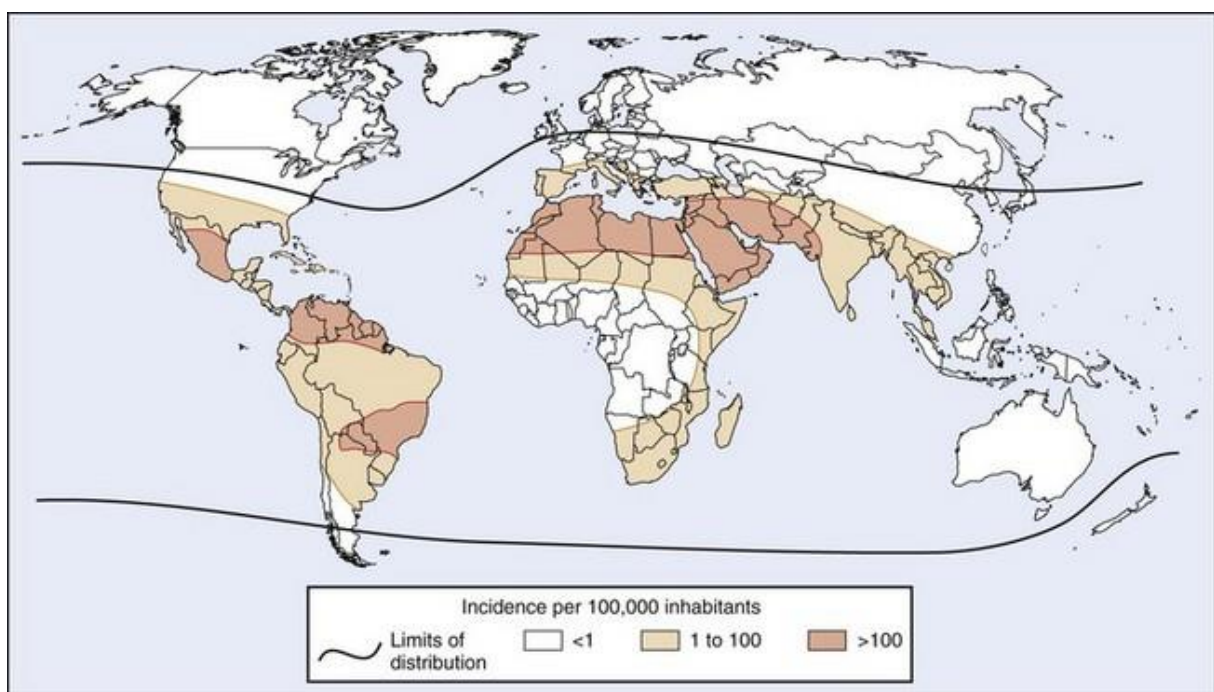 Incidence per 100,000 inhabitants
Limits of
distribution
<1
1 to 100
>100